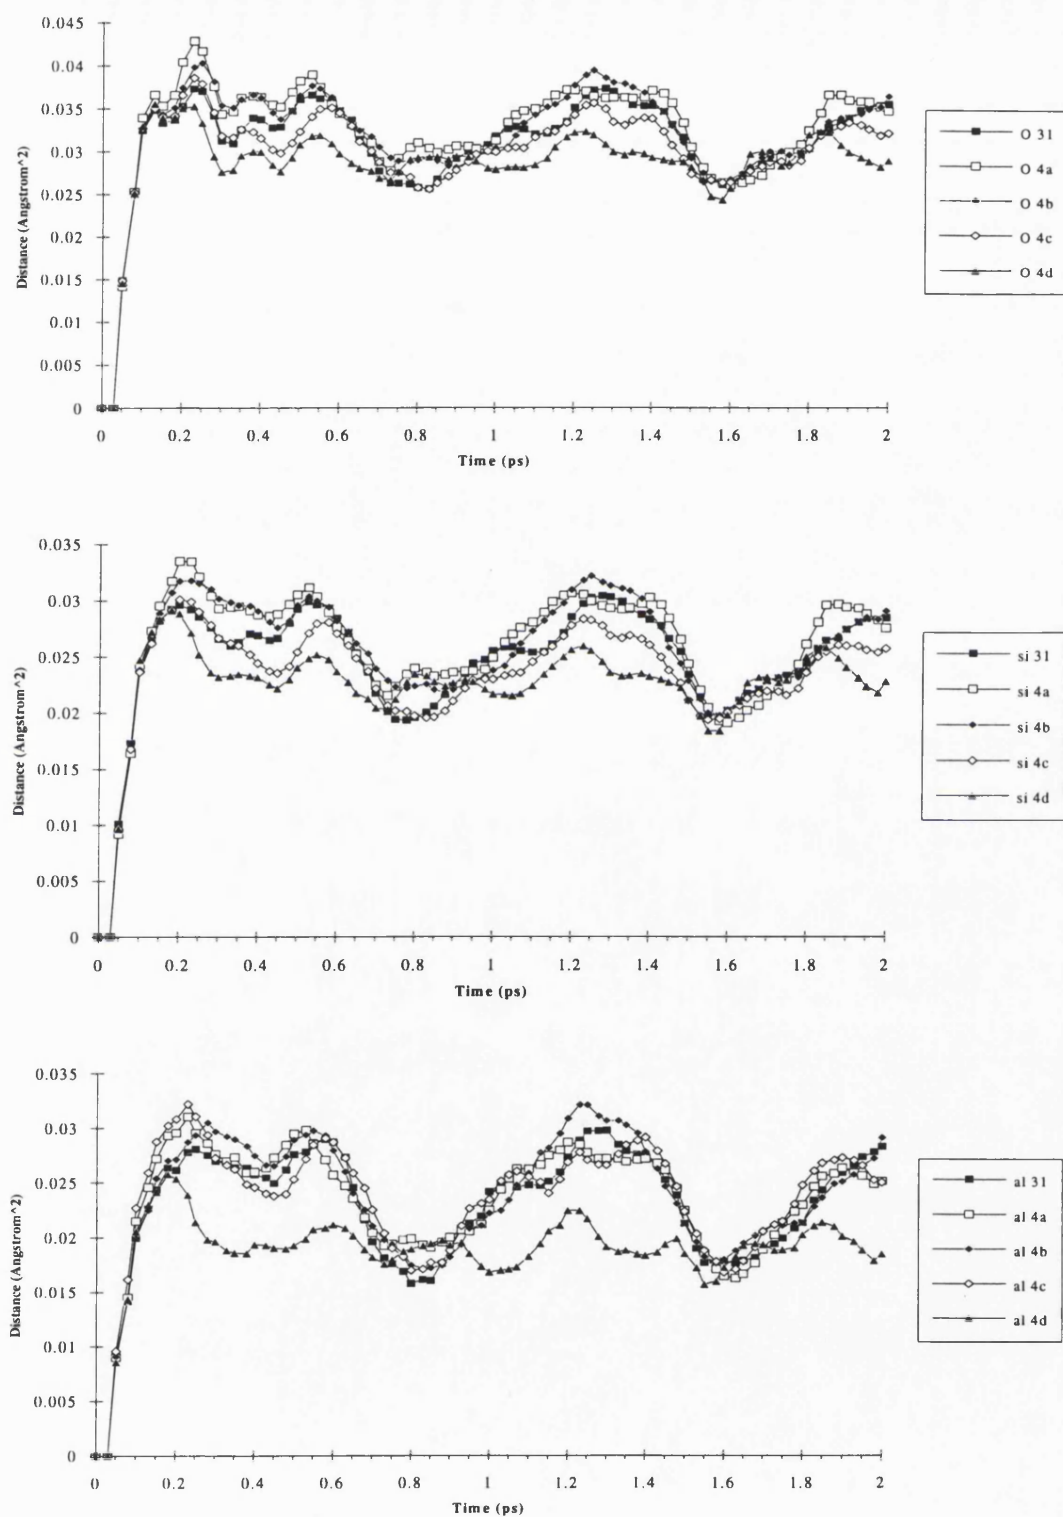 0.045
0.04
0.035
0.03
0.025
0.02
0.015
0.01
0.005
0
Distance (Angstrom^2)
0 0.2 0.4 0.6 0.8 1 1.2 1.4 1.6 1.8 2
Time (ps)
O 31
O 4a
O 4b
O 4c
O 4d
0.035
0.03
0.025
0.02
0.015
0.01
0.005
0
Distance (Angstrom^2)
0 0.2 0.4 0.6 0.8 1 1.2 1.4 1.6 1.8 2
Time (ps)
si 31
si 4a
si 4b
si 4c
si 4d
0.035
0.03
0.025
0.02
0.015
0.01
0.005
0
Distance (Angstrom^2)
0 0.2 0.4 0.6 0.8 1 1.2 1.4 1.6 1.8 2
Time (ps)
al 31
al 4a
al 4b
al 4c
al 4d